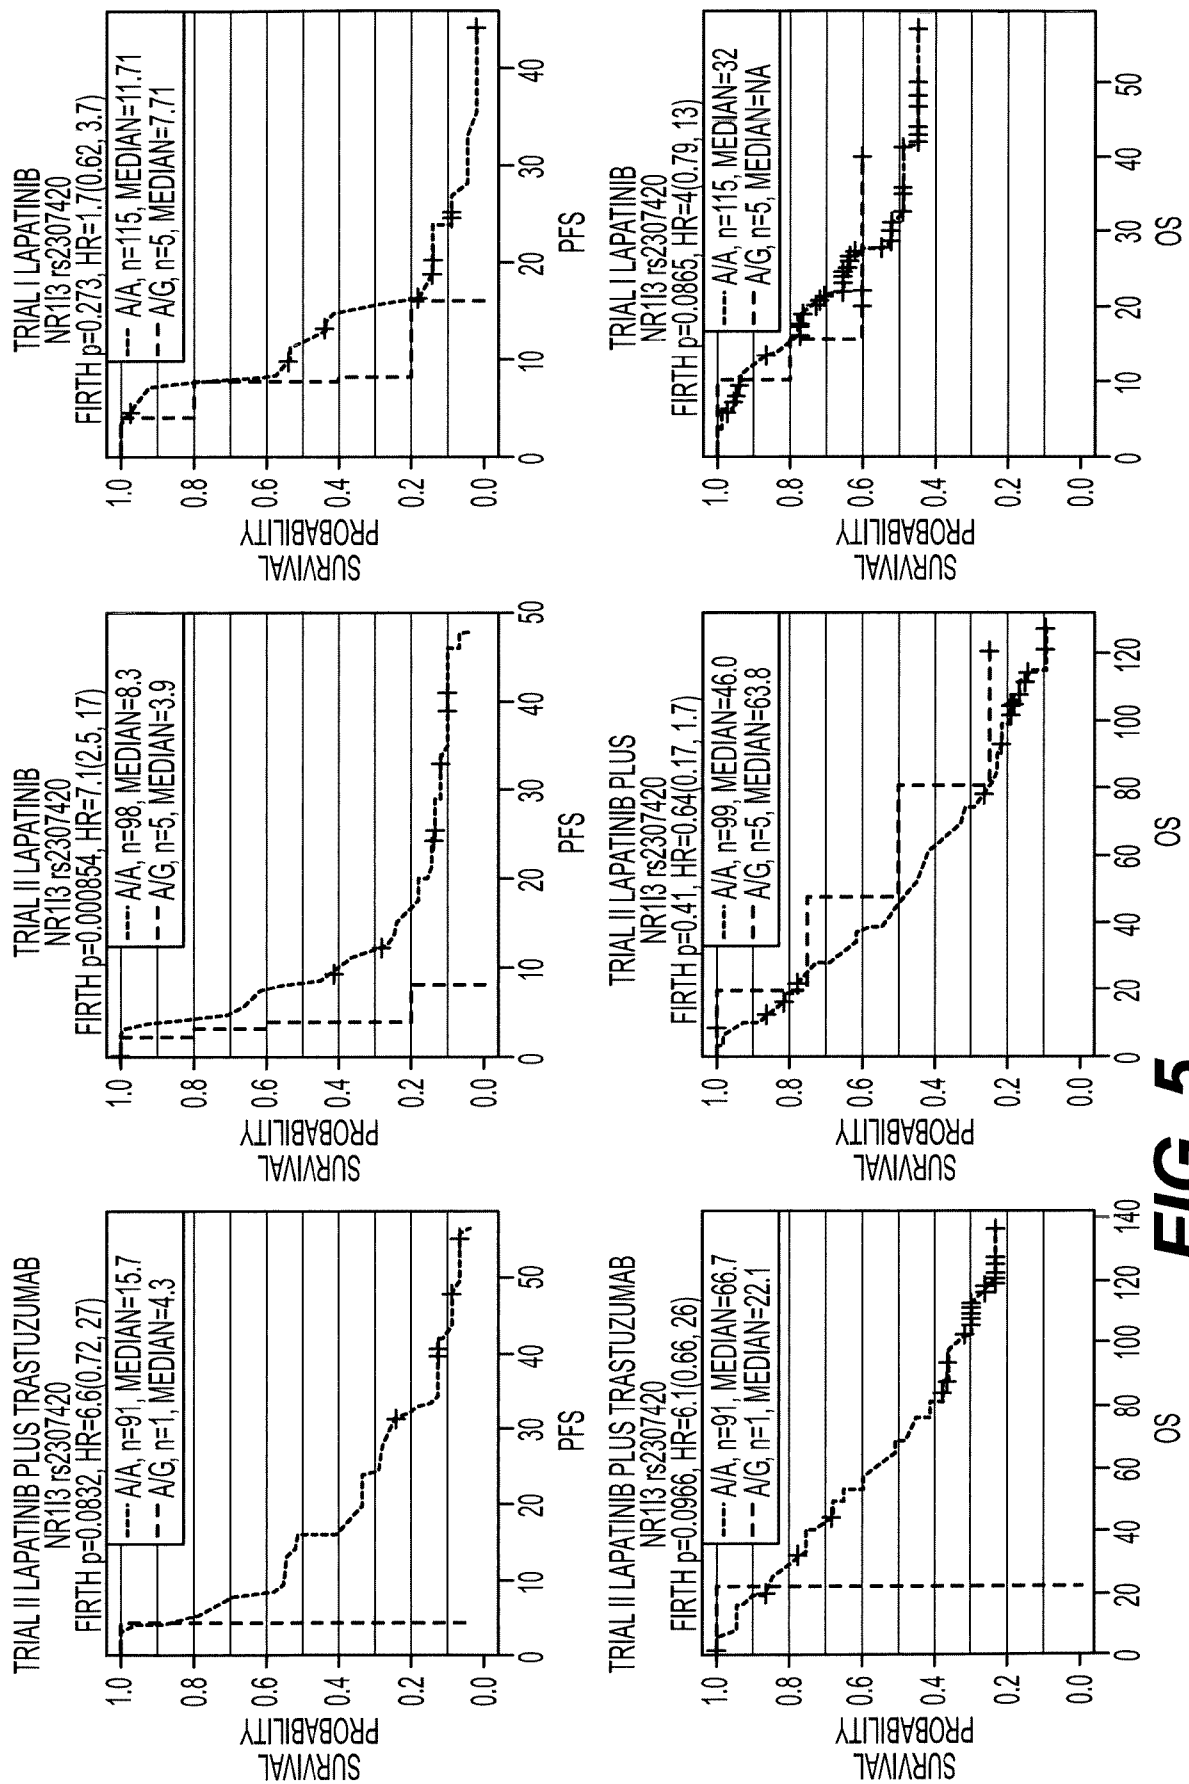 TRIAL II LAPATINIB PLUS TRASTUZUMAB
NR1I3 rs2307420
FIRTH p=0.0832, HR=6.6(0.72, 27)
A/A, n=91, MEDIAN=15.7
A/G, n=1, MEDIAN=4.3
SURVIVAL
PROBABILITY
1.0
0.8
0.6
0.4
0.2
0.0
0 10 20 30 40 50
PFS
TRIAL II LAPATINIB
NR1I3 rs2307420
FIRTH p=0.000854, HR=7.1(2.5, 17)
A/A, n=98, MEDIAN=8.3
A/G, n=5, MEDIAN=3.9
SURVIVAL
PROBABILITY
1.0
0.8
0.6
0.4
0.2
0.0
0 10 20 30 40 50
PFS
TRIAL I LAPATINIB
NR1I3 rs2307420
FIRTH p=0.273, HR=1.7(0.62, 3.7)
A/A, n=115, MEDIAN=11.71
A/G, n=5, MEDIAN=7.71
SURVIVAL
PROBABILITY
1.0
0.8
0.6
0.4
0.2
0.0
0 10 20 30 40
PFS
TRIAL II LAPATINIB PLUS TRASTUZUMAB
NR1I3 rs2307420
FIRTH p=0.0966, HR=6.1(0.66, 26)
A/A, n=91, MEDIAN=66.7
A/G, n=1, MEDIAN=22.1
SURVIVAL
PROBABILITY
1.0
0.8
0.6
0.4
0.2
0.0
0 20 40 60 80 100 120 140
OS
TRIAL II LAPATINIB PLUS
NR1I3 rs2307420
FIRTH p=0.41, HR=0.64(0.17, 1.7)
A/A, n=99, MEDIAN=46.0
A/G, n=5, MEDIAN=63.8
SURVIVAL
PROBABILITY
1.0
0.8
0.6
0.4
0.2
0.0
0 20 40 60 80 100 120
OS
TRIAL I LAPATINIB
NR1I3 rs2307420
FIRTH p=0.0865, HR=4(0.79, 13)
A/A, n=115, MEDIAN=32
A/G, n=5, MEDIAN=NA
SURVIVAL
PROBABILITY
1.0
0.8
0.6
0.4
0.2
0.0
0 10 20 30 40 50
OS
FIG. 5